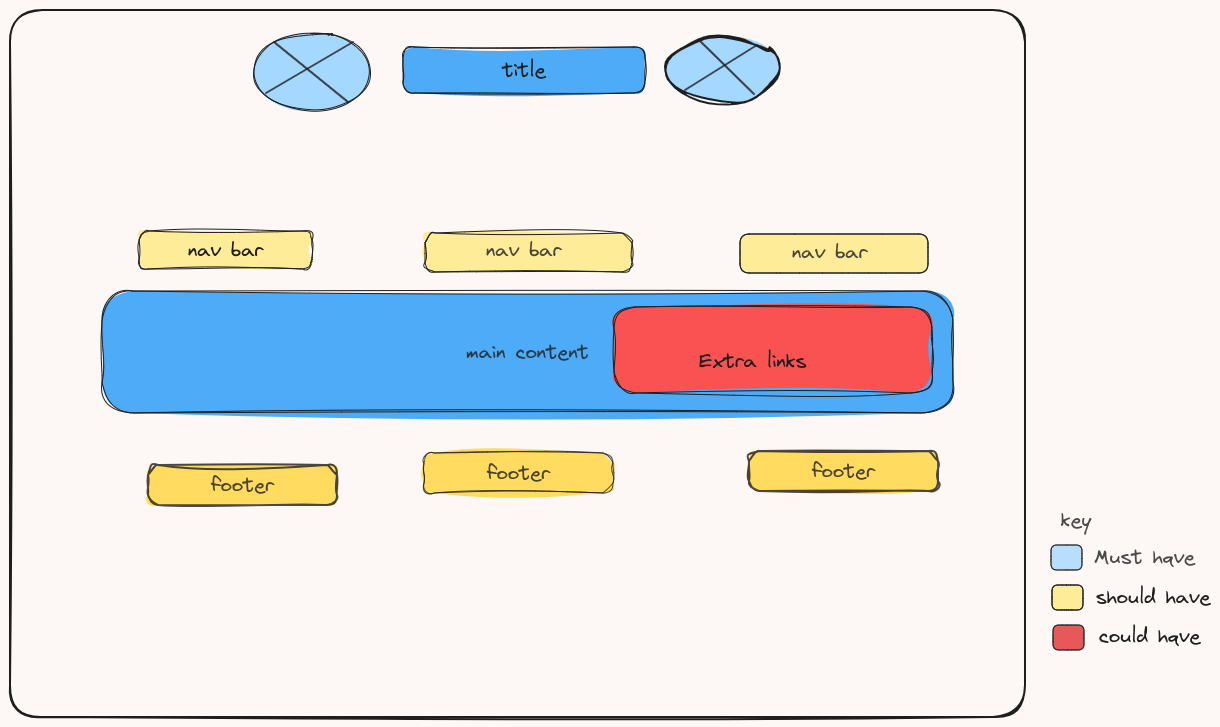 title
nav bar
nav bar
nav bar
main content
Extra links
footer
footer
footer
key
Must have
should have
could have